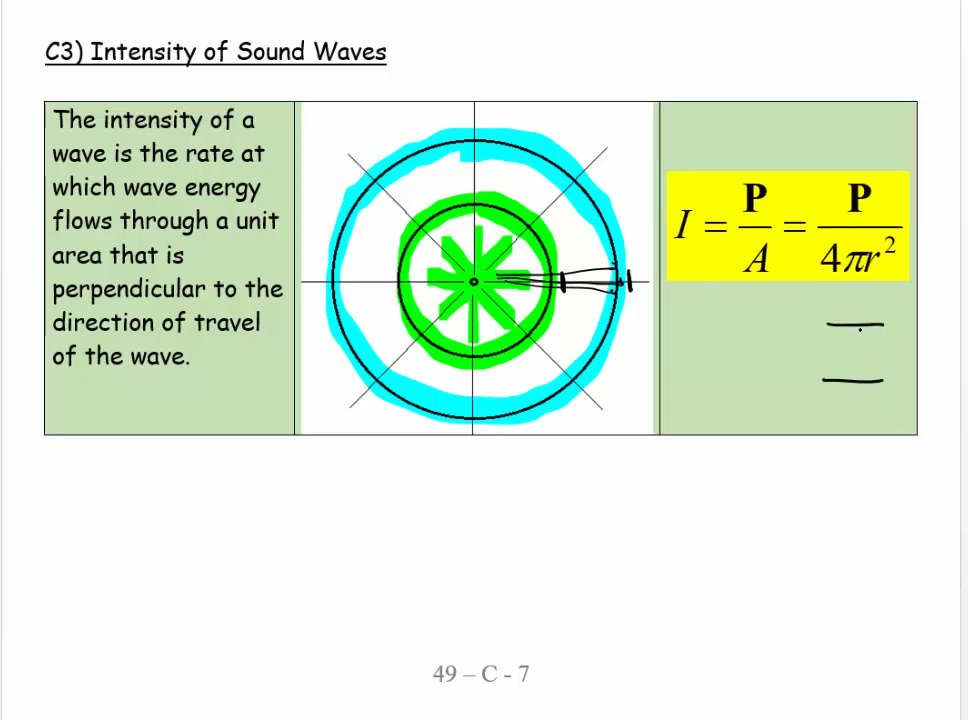 C3) Intensity of Sound Waves
The intensity of a
wave is the rate at
which wave energy
flows through a unit
area that is
perpendicular to the
direction of travel
of the wave.
I = P/A = P/4πr²
49 – C - 7